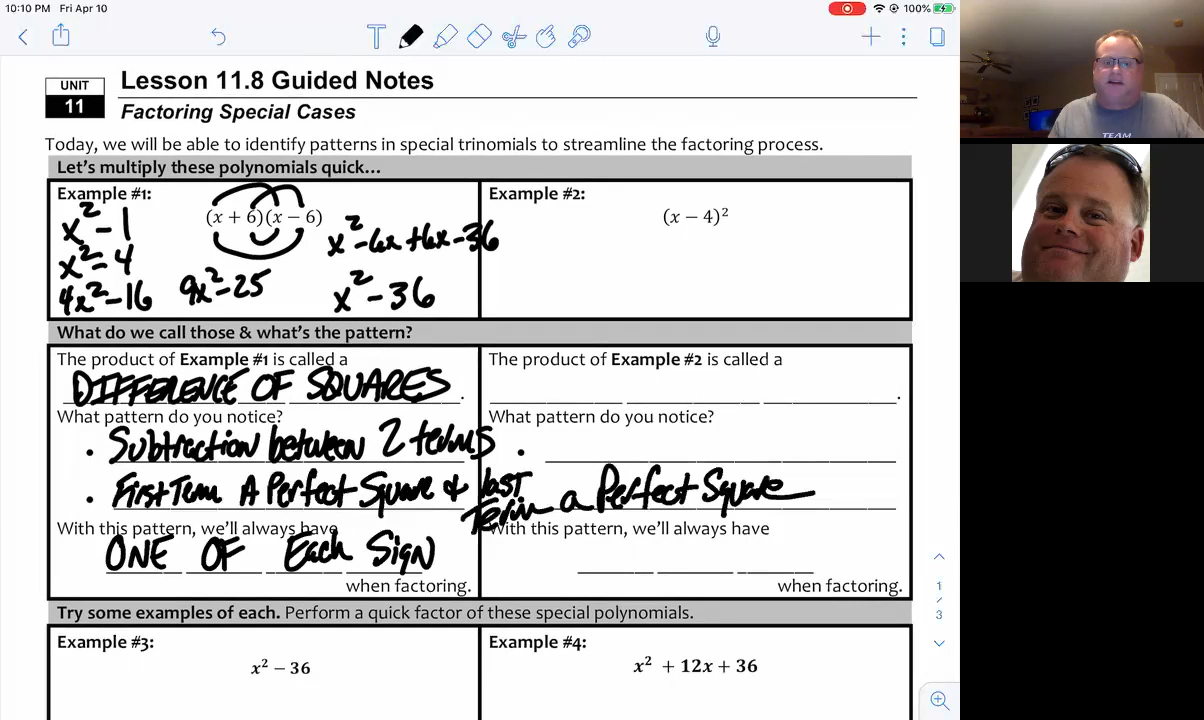 10:10 PM Fri Apr 10
100%
UNIT
11
Lesson 11.8 Guided Notes
Factoring Special Cases
Today, we will be able to identify patterns in special trinomials to streamline the factoring process.
Let's multiply these polynomials quick...
Example #1:
(x + 6)(x − 6)
x² - 1
x² = 4
4x² - 16
9x² - 25
x² - 6x + 6x - 36
x² - 36
Example #2:
(x − 4)²
What do we call those & what's the pattern?
The product of Example #1 is called a
DIFFERENCE OF SQUARES.
What pattern do you notice?
• Subtraction between 2 terms
• First Term A Perfect Square & last Term a Perfect Square
With this pattern, we'll always have
ONE OF Each Sign
when factoring.
The product of Example #2 is called a
What pattern do you notice?
With this pattern, we'll always have
when factoring.
Try some examples of each. Perform a quick factor of these special polynomials.
Example #3:
x² − 36
Example #4:
x² + 12x + 36
1
/
3
TEAM